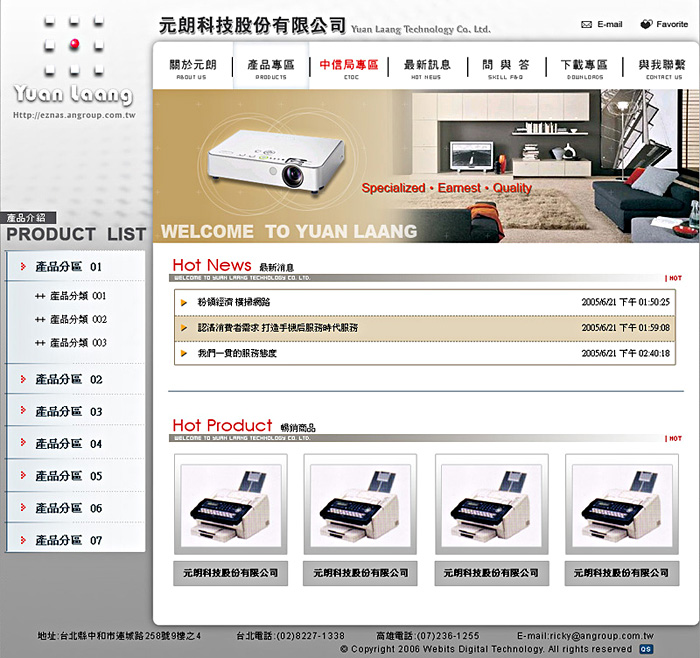 元朗科技股份有限公司 Yuan Laang Technology Co. Ltd.
E-mail Favorite
Yuan Laang
Http://eznas.angroup.com.tw
關於元朗 產品專區 中信局專區 最新訊息 問與答 下載專區 與我聯繫
ABOUT US PRODUCTS CTOC HOT NEWS SKILL F&Q DOWNLOADS CONTACT US
Specialized・Earnest・Quality
WELCOME TO YUAN LAANG
產品介紹
PRODUCT LIST
產品分區 01
++ 產品分類 001
++ 產品分類 002
++ 產品分類 003
產品分區 02
產品分區 03
產品分區 04
產品分區 05
產品分區 06
產品分區 07
Hot News 最新消息
WELCOME TO YUAN LAANG TECHNOLOGY CO. LTD. | HOT
粉領經濟 橫掃網路 2005/6/21 下午 01:50:25
認清消費者需求 打造手機后服務時代服務 2005/6/21 下午 01:59:08
我們一貫的服務態度 2005/6/21 下午 02:40:18
Hot Product 暢銷商品
WELCOME TO YUAN LAANG TECHNOLOGY CO. LTD. | HOT
元朗科技股份有限公司 元朗科技股份有限公司 元朗科技股份有限公司 元朗科技股份有限公司
地址:台北縣中和市連城路258號9樓之4 台北電話:(02)8227-1338 高雄電話:(07)236-1255 E-mail:ricky@angroup.com.tw
© Copyright 2006 Webits Digital Technology. All rights reserved QS